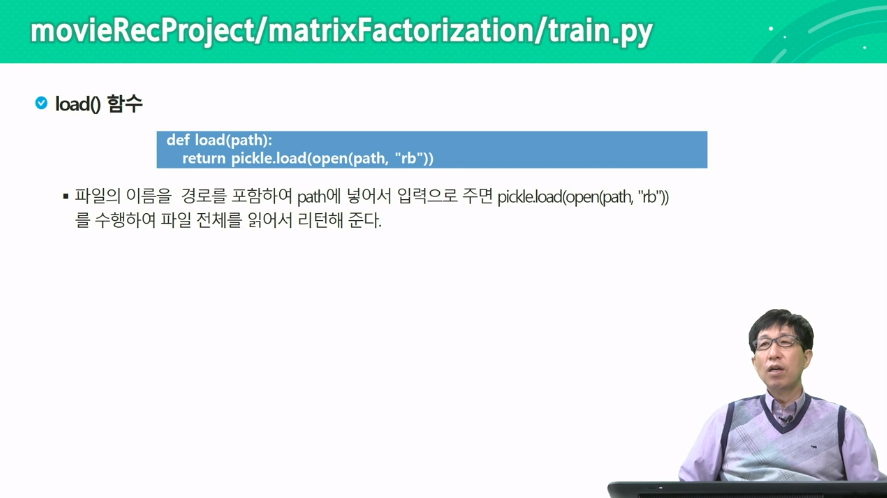 movieRecProject/matrixFactorization/train.py
load() 함수
def load(path):
return pickle.load(open(path, "rb"))
▪ 파일의 이름을 경로를 포함하여 path에 넣어서 입력으로 주면 pickle.load(open(path, "rb"))
를 수행하여 파일 전체를 읽어서 리턴해 준다.